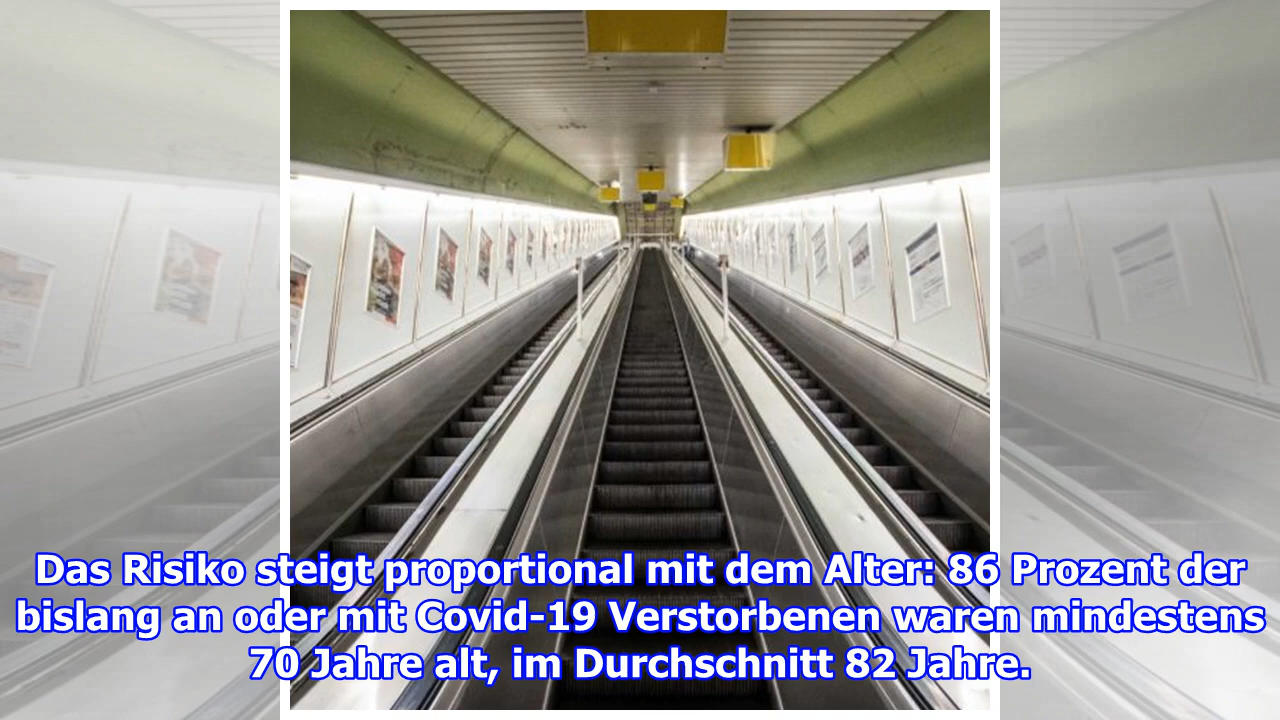 Das Risiko steigt proportional mit dem Alter: 86 Prozent der
bislang an oder mit Covid-19 Verstorbenen waren mindestens
70 Jahre alt, im Durchschnitt 82 Jahre.